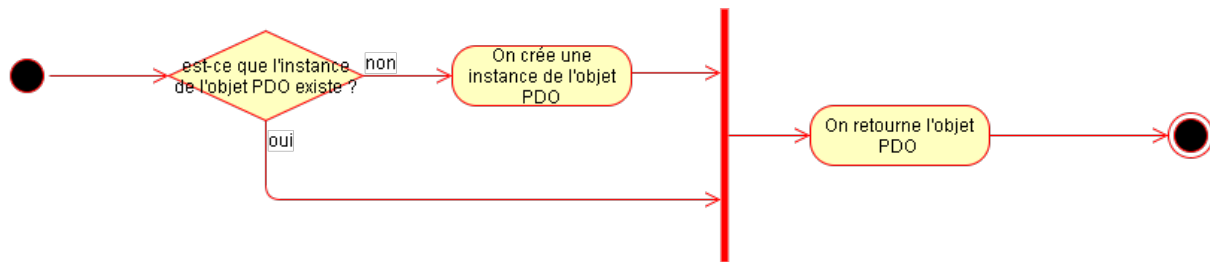 est-ce que l'instance
de l'objet PDO existe ?
non
oui
On crée une
instance de l'objet
PDO
On retourne l'objet
PDO